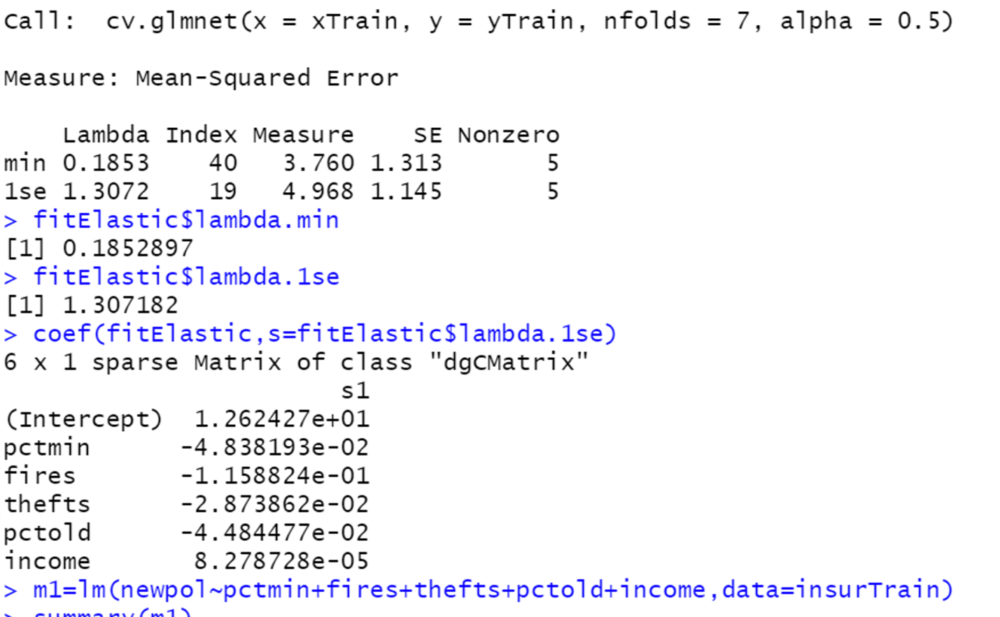 Call:  cv.glmnet(x = xTrain, y = yTrain, nfolds = 7, alpha = 0.5)
Measure: Mean-Squared Error
    Lambda Index Measure    SE Nonzero
min 0.1853    40   3.760 1.313       5
1se 1.3072    19   4.968 1.145       5
> fitElastic$lambda.min
[1] 0.1852897
> fitElastic$lambda.1se
[1] 1.307182
> coef(fitElastic,s=fitElastic$lambda.1se)
6 x 1 sparse Matrix of class "dgCMatrix"
                       s1
(Intercept)  1.262427e+01
pctmin      -4.838193e-02
fires       -1.158824e-01
thefts      -2.873862e-02
pctold      -4.484477e-02
income       8.278728e-05
> m1=lm(newpol~pctmin+fires+thefts+pctold+income,data=insurTrain)
> summary(m1)